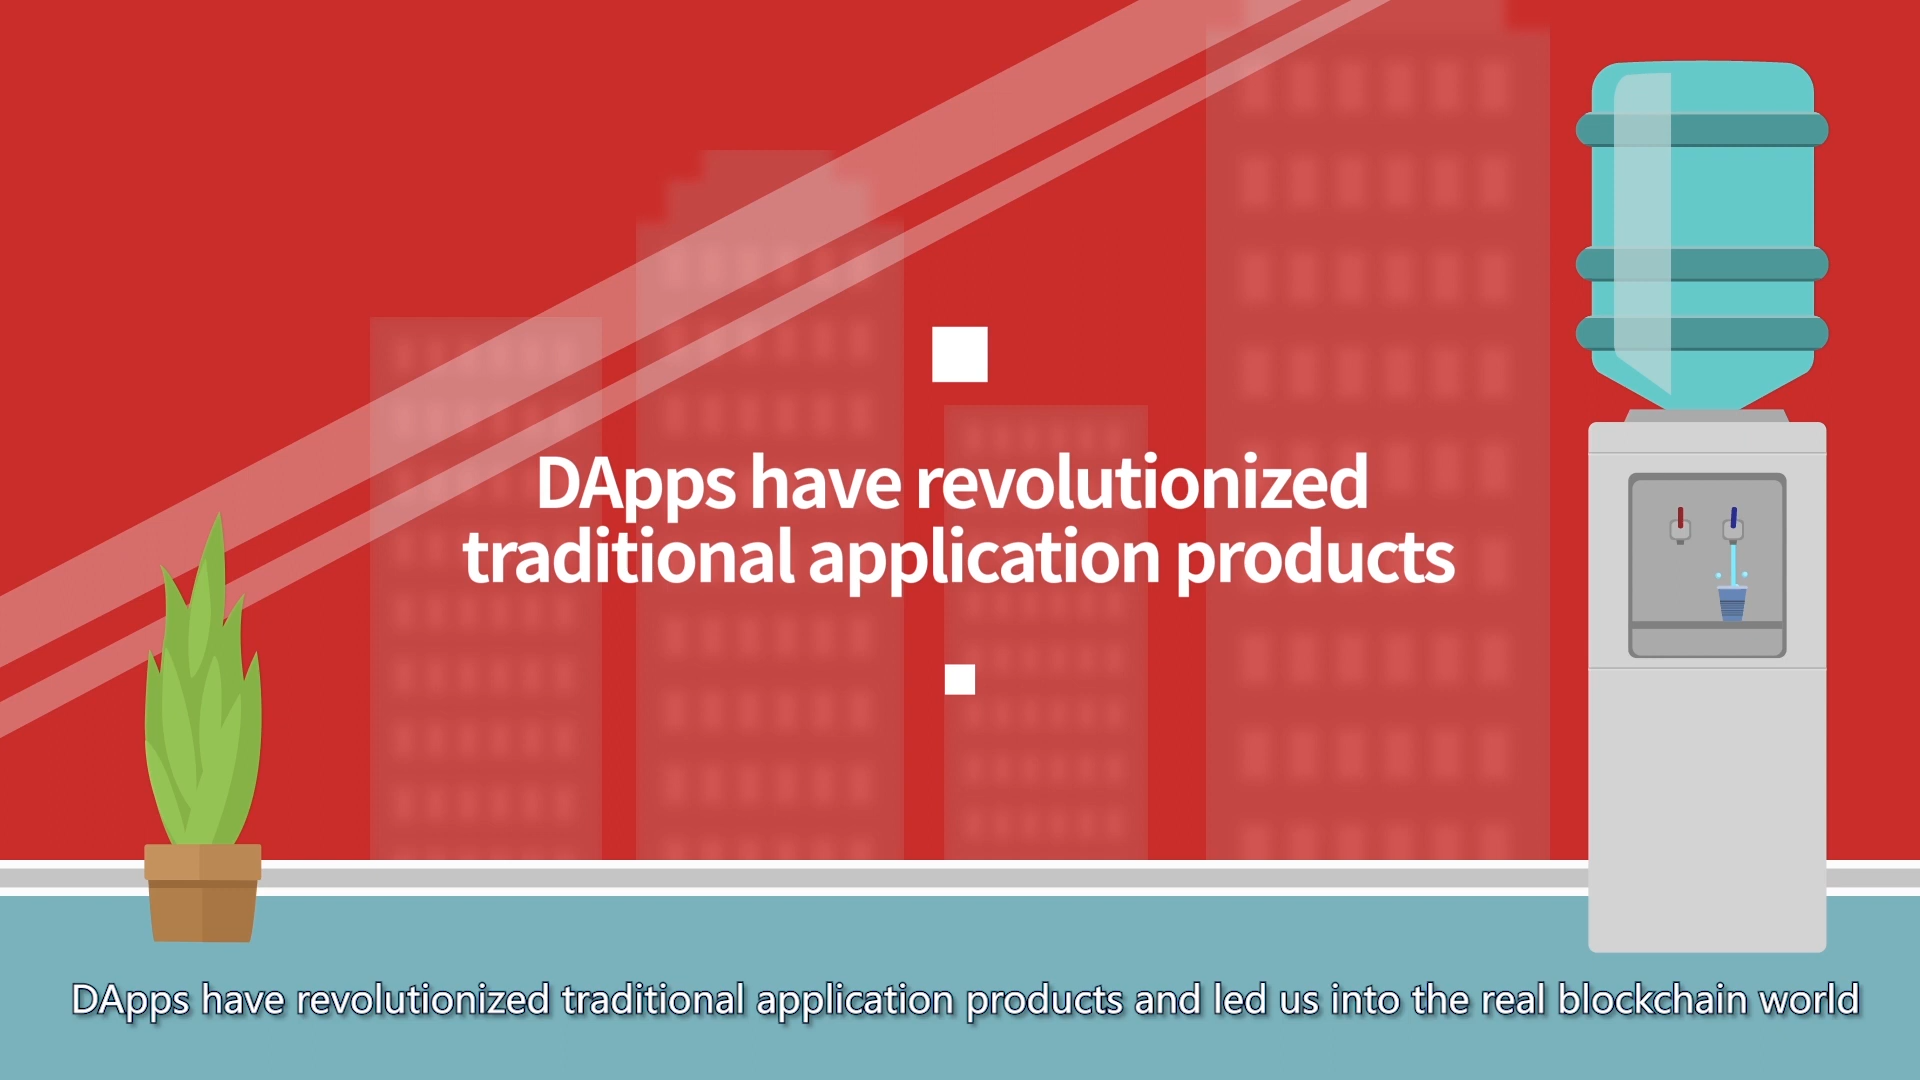 DApps have revolutionized
traditional application products
DApps have revolutionized traditional application products and led us into the real blockchain world